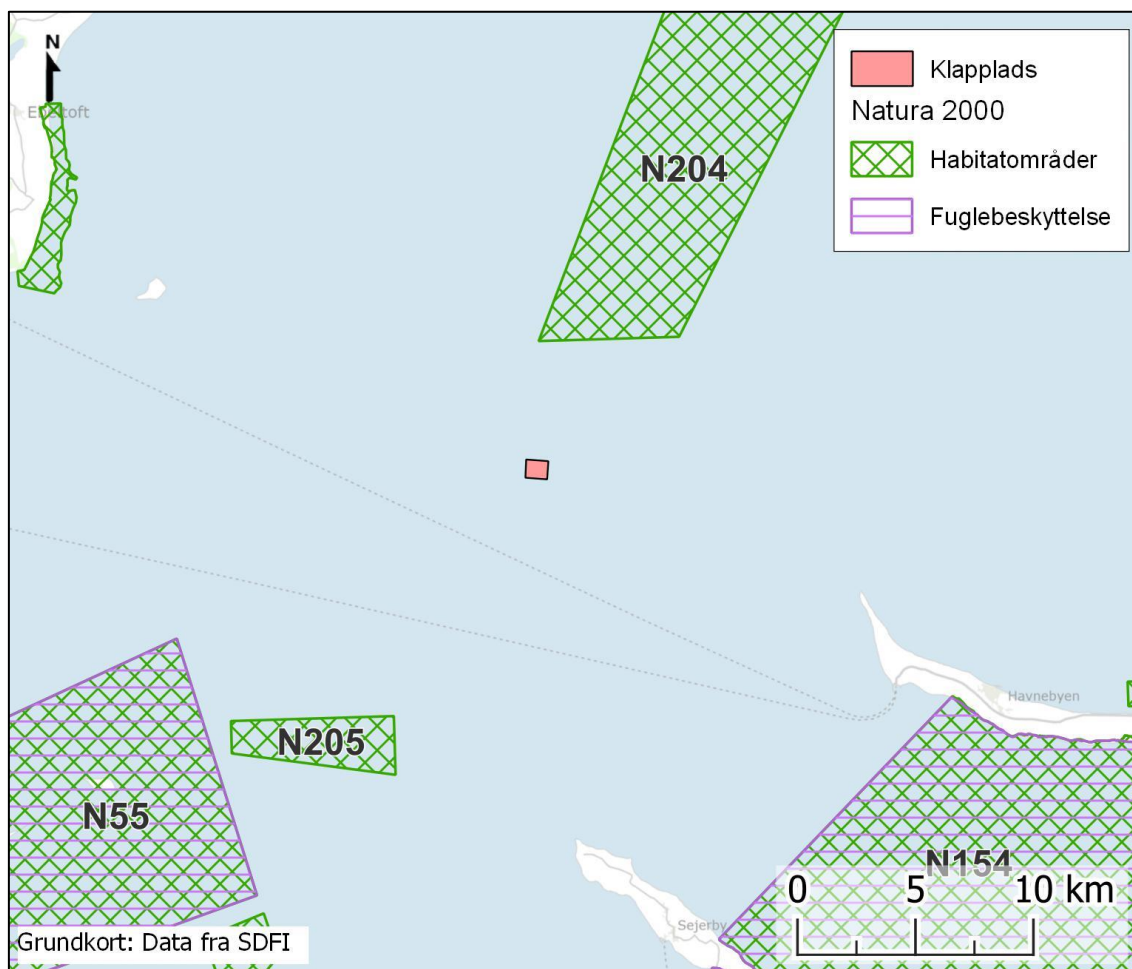 N
Ebeltoft
N204
Klapplads
Natura 2000
Habitatområder
Fuglebeskyttelse
Havnebyen
N205
N55
N154
0 5 10 km
Sejerby
Grundkort: Data fra SDFI